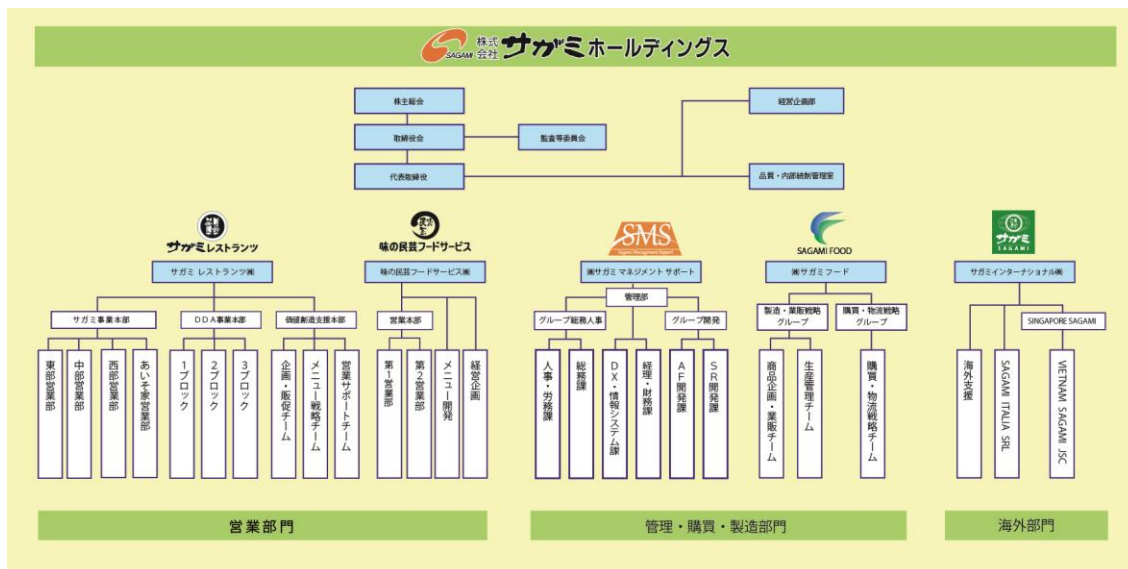 SAGAMI 株式会社 サガミホールディングス
株主総会
経営企画部
取締役会
監査等委員会
代表取締役
品質・内部統制管理室
サガミレストランツ
味の民芸フードサービス
SMS
Sagami Management Support
SAGAMI FOOD
サガミ
SAGAMI
サガミ レストランツ㈱
味の民芸フードサービス㈱
㈱サガミ マネジメント サポート
㈱サガミフード
サガミインターナショナル㈱
管理部
サガミ事業本部
DDA事業本部
価値創造支援本部
営業本部
グループ総務人事
グループ開発
製造・業販戦略
グループ
購買・物流戦略
グループ
SINGAPORE SAGAMI
東部営業部
中部営業部
西部営業部
あいそ家営業部
1ブロック
2ブロック
3ブロック
企画・販促チーム
メニュー戦略チーム
営業サポートチーム
第1営業部
第2営業部
メニュー開発
経営企画
人事・労務課
総務課
DX・情報システム課
経理・財務課
AF開発課
SR開発課
商品企画・業販チーム
生産管理チーム
購買・物流戦略チーム
海外支援
SAGAMI ITALIA SRL
VIETNAM SAGAMI JSC
営業部門
管理・購買・製造部門
海外部門